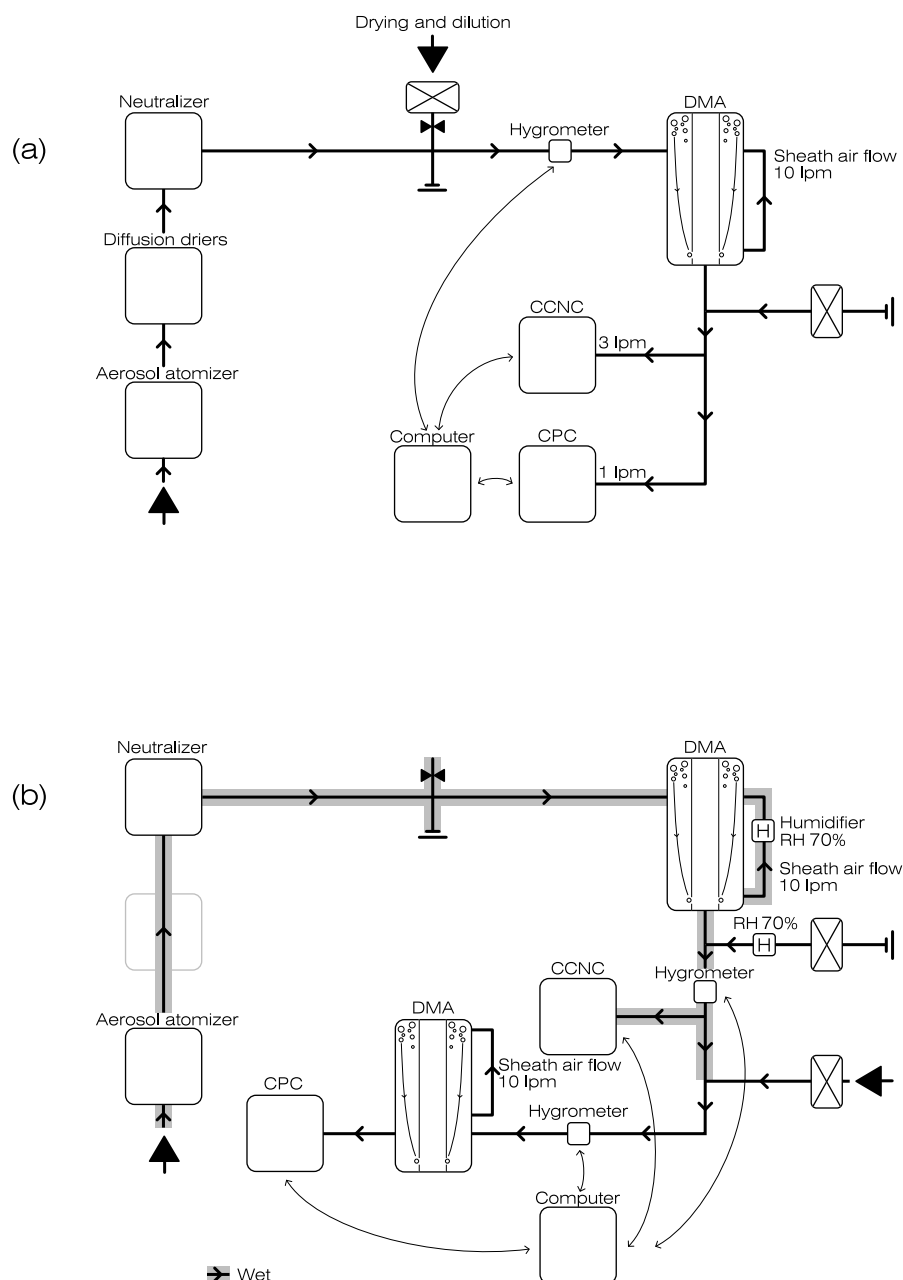 Drying and dilution
Neutralizer
DMA
(a)
Hygrometer
Sheath air flow
10 lpm
Diffusion driers
CCNC
3 lpm
Aerosol atomizer
Computer
CPC
1 lpm
Neutralizer
DMA
(b)
H
Humidifier
RH 70%
Sheath air flow
10 lpm
RH 70%
H
CCNC
Hygrometer
Aerosol atomizer
DMA
Sheath air flow
10 lpm
CPC
Hygrometer
Computer
Wet